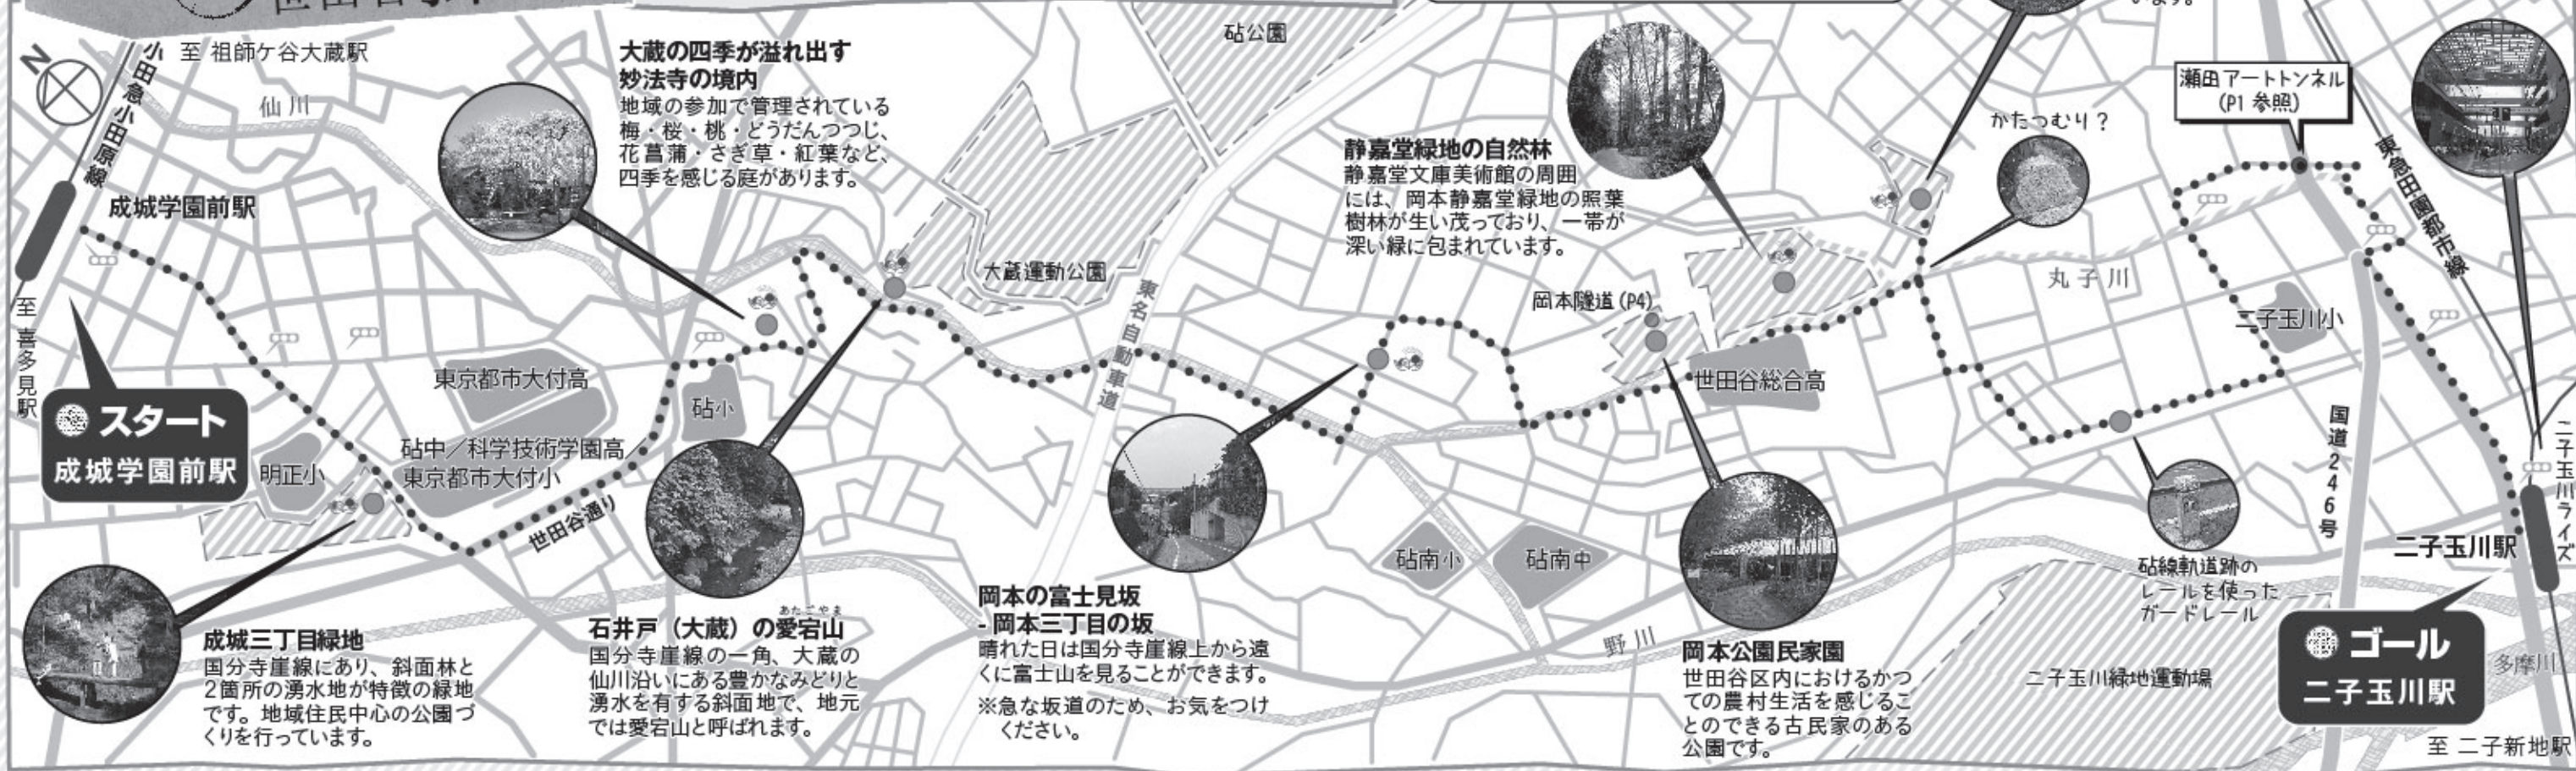 N
至 祖師ケ谷大蔵駅
小田急小田原線
仙川
成城学園前駅
至 喜多見駅
スタート
成城学園前駅
大蔵の四季が溢れ出す
妙法寺の境内
地域の参加で管理されている
梅・桜・桃・どうだんつつじ、
花菖蒲・さぎ草・紅葉など、
四季を感じる庭があります。
東京都市大付高
砧中／科学技術学園高
東京都市大付小
明正小
砧小
世田谷通り
成城三丁目緑地
国分寺崖線にあり、斜面林と
2箇所の湧水地が特徴の緑地
です。地域住民中心の公園づ
くりを行っています。
あたごやま
石井戸（大蔵）の愛宕山
国分寺崖線の一角、大蔵の
仙川沿いにある豊かなみどりと
湧水を有する斜面地で、地元
では愛宕山と呼ばれます。
砧公園
大蔵運動公園
東名自動車道
岡本の富士見坂
- 岡本三丁目の坂
晴れた日は国分寺崖線上から遠
くに富士山を見ることができます。
※急な坂道のため、お気をつけ
ください。
静嘉堂緑地の自然林
静嘉堂文庫美術館の周囲
には、岡本静嘉堂緑地の照葉
樹林が生い茂っており、一帯が
深い緑に包まれています。
岡本隧道(P4)
世田谷総合高
砧南小
砧南中
野川
岡本公園民家園
世田谷区内におけるかつ
ての農村生活を感じるこ
とのできる古民家のある
公園です。
います。
かたつむり？
瀬田アートトンネル
(P1 参照)
東急田園都市線
丸子川
二子玉川小
国道246号
砧線軌道跡の
レールを使った
ガードレール
二子玉川緑地運動場
二子玉川ライズ
二子玉川駅
ゴール
二子玉川駅
多摩川
至 二子新地駅